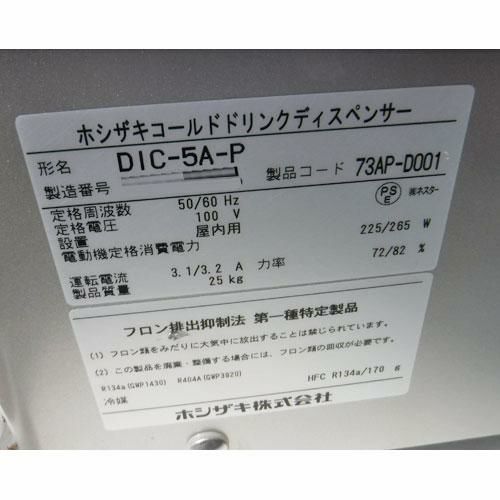 ホシザキコールドドリンクディスペンサー
形名 DIC-5A-P 製品コード 73AP-D001
製造番号
定格周波数 50/60 Hz PSE ㈱ネスター
定格電圧 100 V
設置 屋内用
電動機定格消費電力 225/265 W
運転電流 3.1/3.2 A 力率 72/82 %
製品質量 25 kg
フロン排出抑制法 第一種特定製品
(1) フロン類をみだりに大気中に放出することは禁じられています。
(2) この製品を廃棄・整備する場合には、フロン類の回収が必要です。
R134a(GWP1430) R404A(GWP3920)
冷媒 HFC R134a/170 g
ホシザキ株式会社